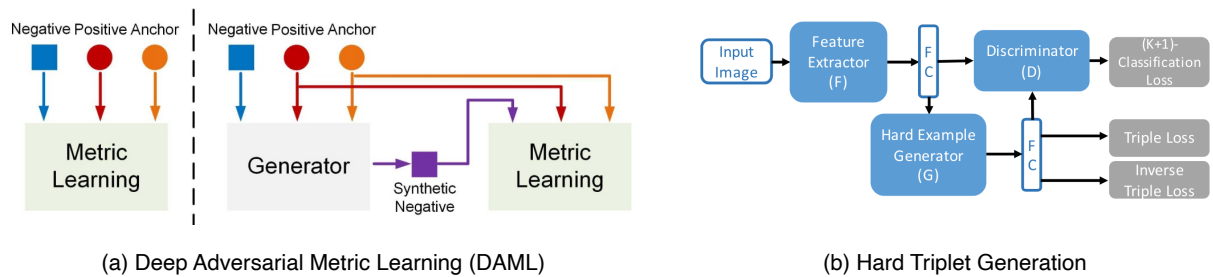 Negative Positive Anchor
Metric
Learning
Negative Positive Anchor
Generator
Synthetic
Negative
Metric
Learning
(a) Deep Adversarial Metric Learning (DAML)
Input
Image
Feature
Extractor
(F)
F
C
Discriminator
(D)
(K+1)-
Classification
Loss
Hard Example
Generator
(G)
F
C
Triple Loss
Inverse
Triple Loss
(b) Hard Triplet Generation